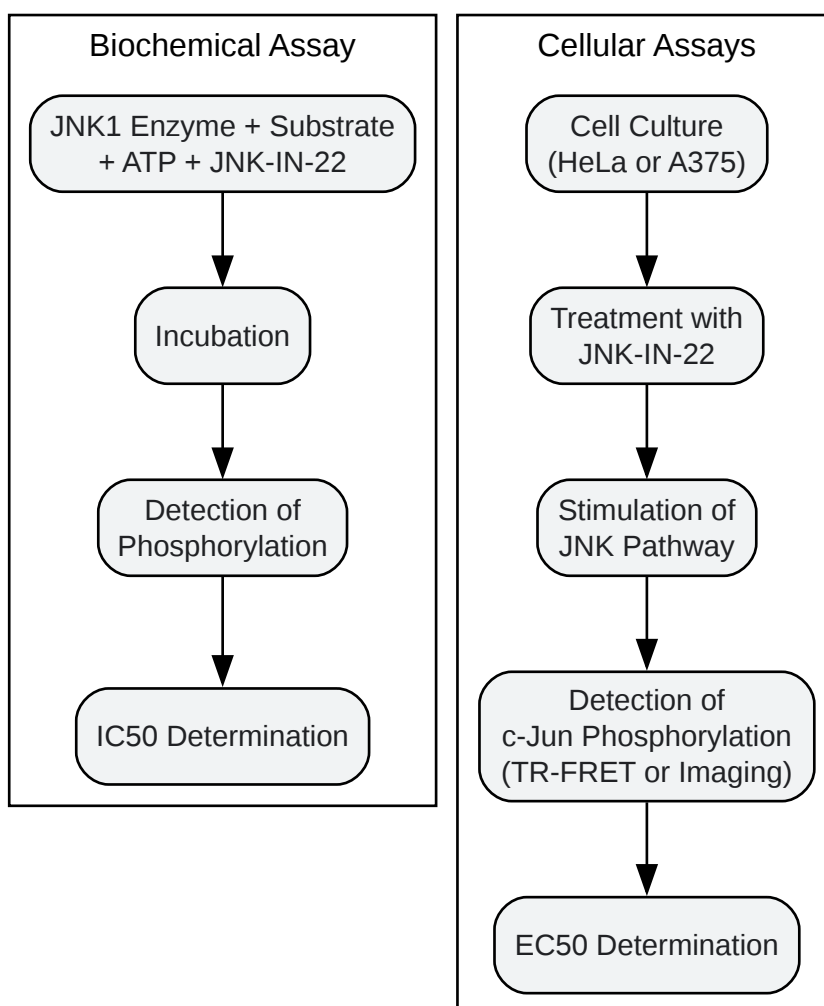 Biochemical Assay
JNK1 Enzyme + Substrate
+ ATP + JNK-IN-22
Incubation
Detection of
Phosphorylation
IC50 Determination
Cellular Assays
Cell Culture
(HeLa or A375)
Treatment with
JNK-IN-22
Stimulation of
JNK Pathway
Detection of
c-Jun Phosphorylation
(TR-FRET or Imaging)
EC50 Determination